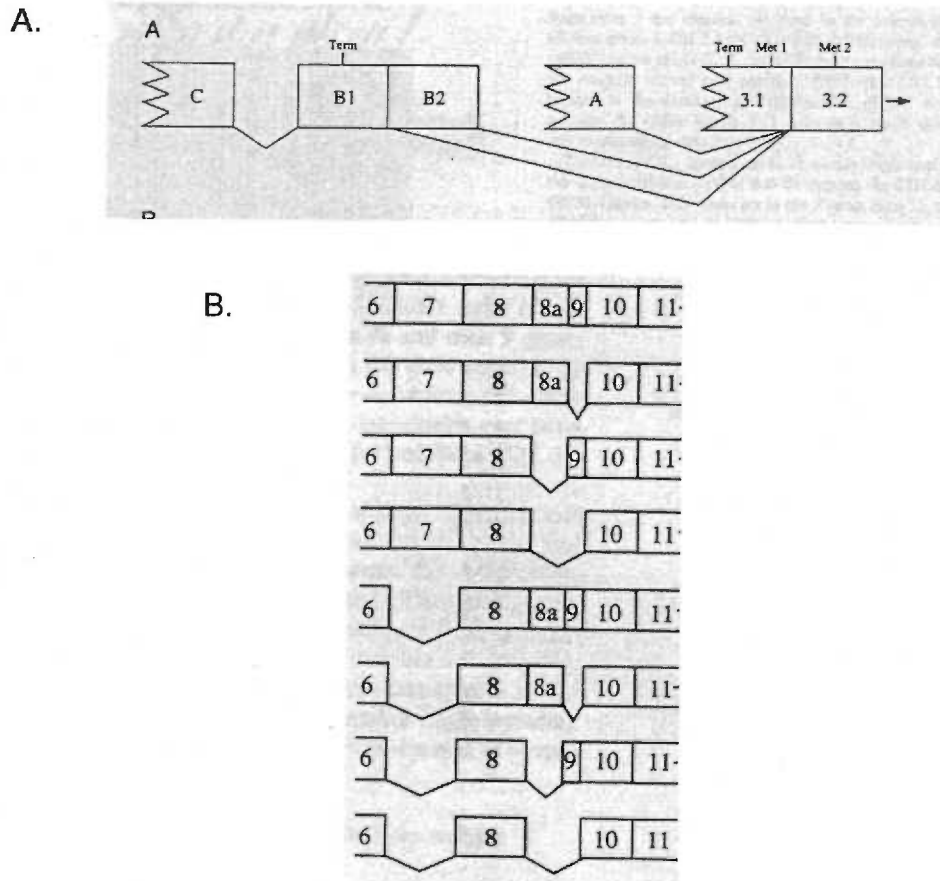 A.
A
Term
Term Met 1 Met 2
C B1 B2 A 3.1 3.2
B.
6 7 8 8a 9 10 11
6 7 8 8a 10 11
6 7 8 9 10 11
6 7 8 10 11
6 8 8a 9 10 11
6 8 8a 10 11
6 8 9 10 11
6 8 10 11